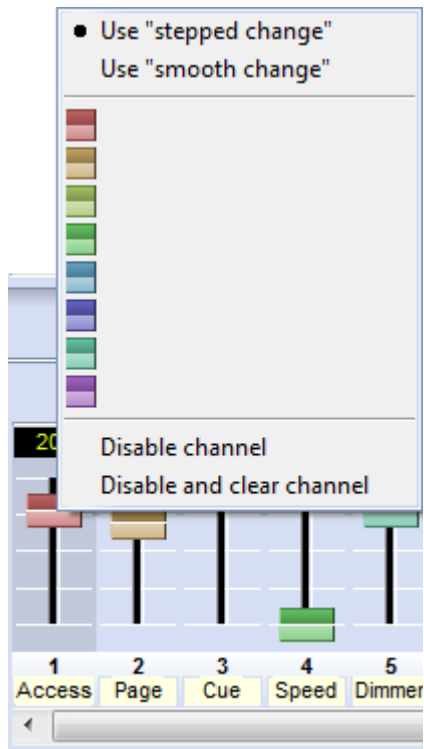 Use "stepped change"
Use "smooth change"
Disable channel
Disable and clear channel
20
1 2 3 4 5
Access Page Cue Speed Dimmer